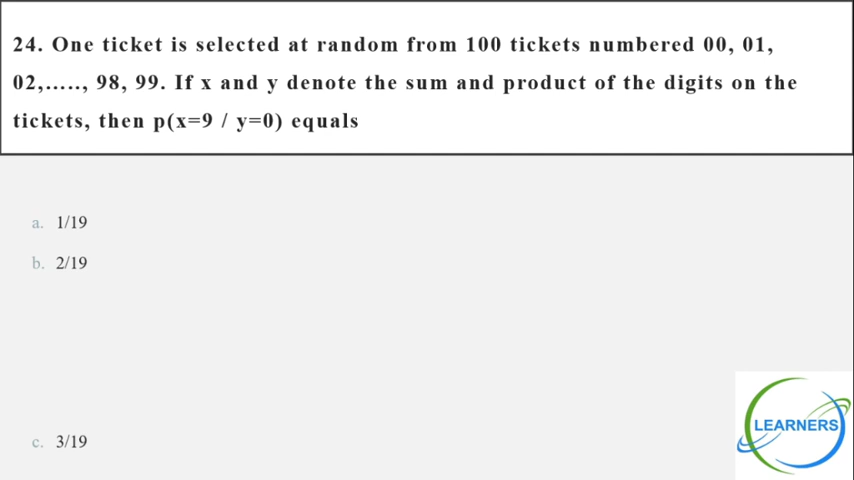 24. One ticket is selected at random from 100 tickets numbered 00, 01,
02,....., 98, 99. If x and y denote the sum and product of the digits on the
tickets, then p(x=9 / y=0) equals
a. 1/19
b. 2/19
c. 3/19
LEARNERS